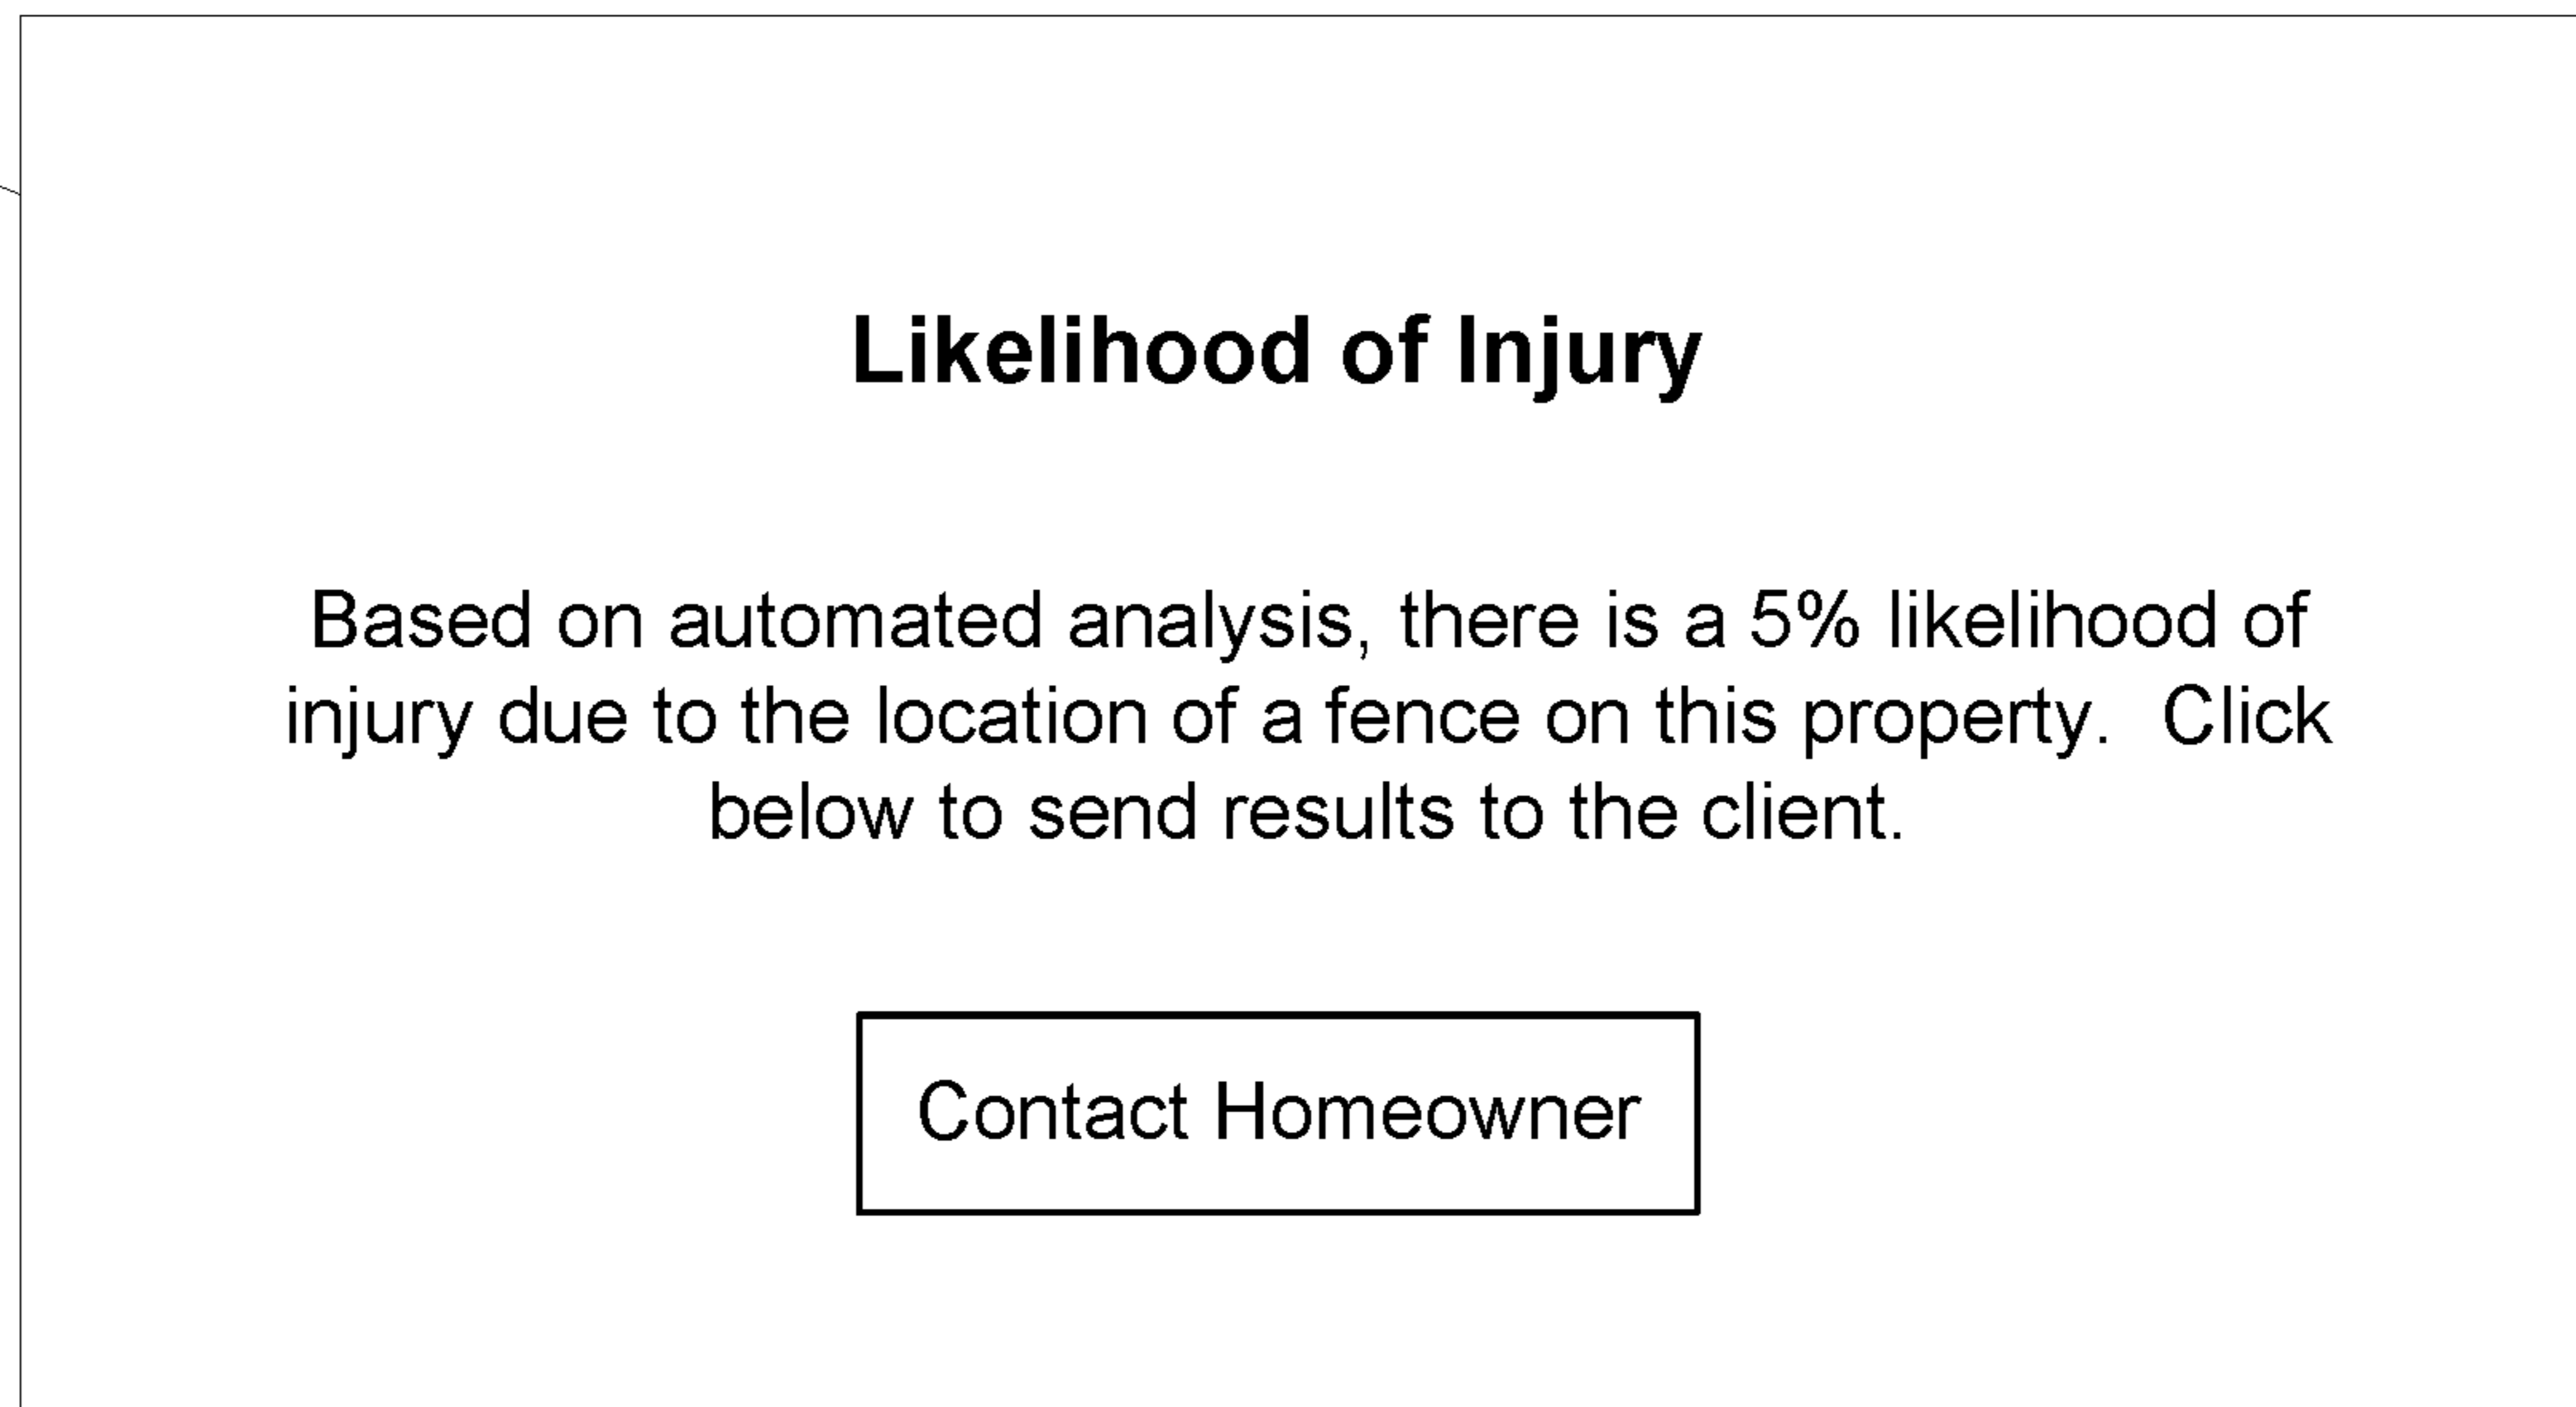 Likelihood of Injury
Based on automated analysis, there is a 5% likelihood of
injury due to the location of a fence on this property.  Click
below to send results to the client.
Contact Homeowner